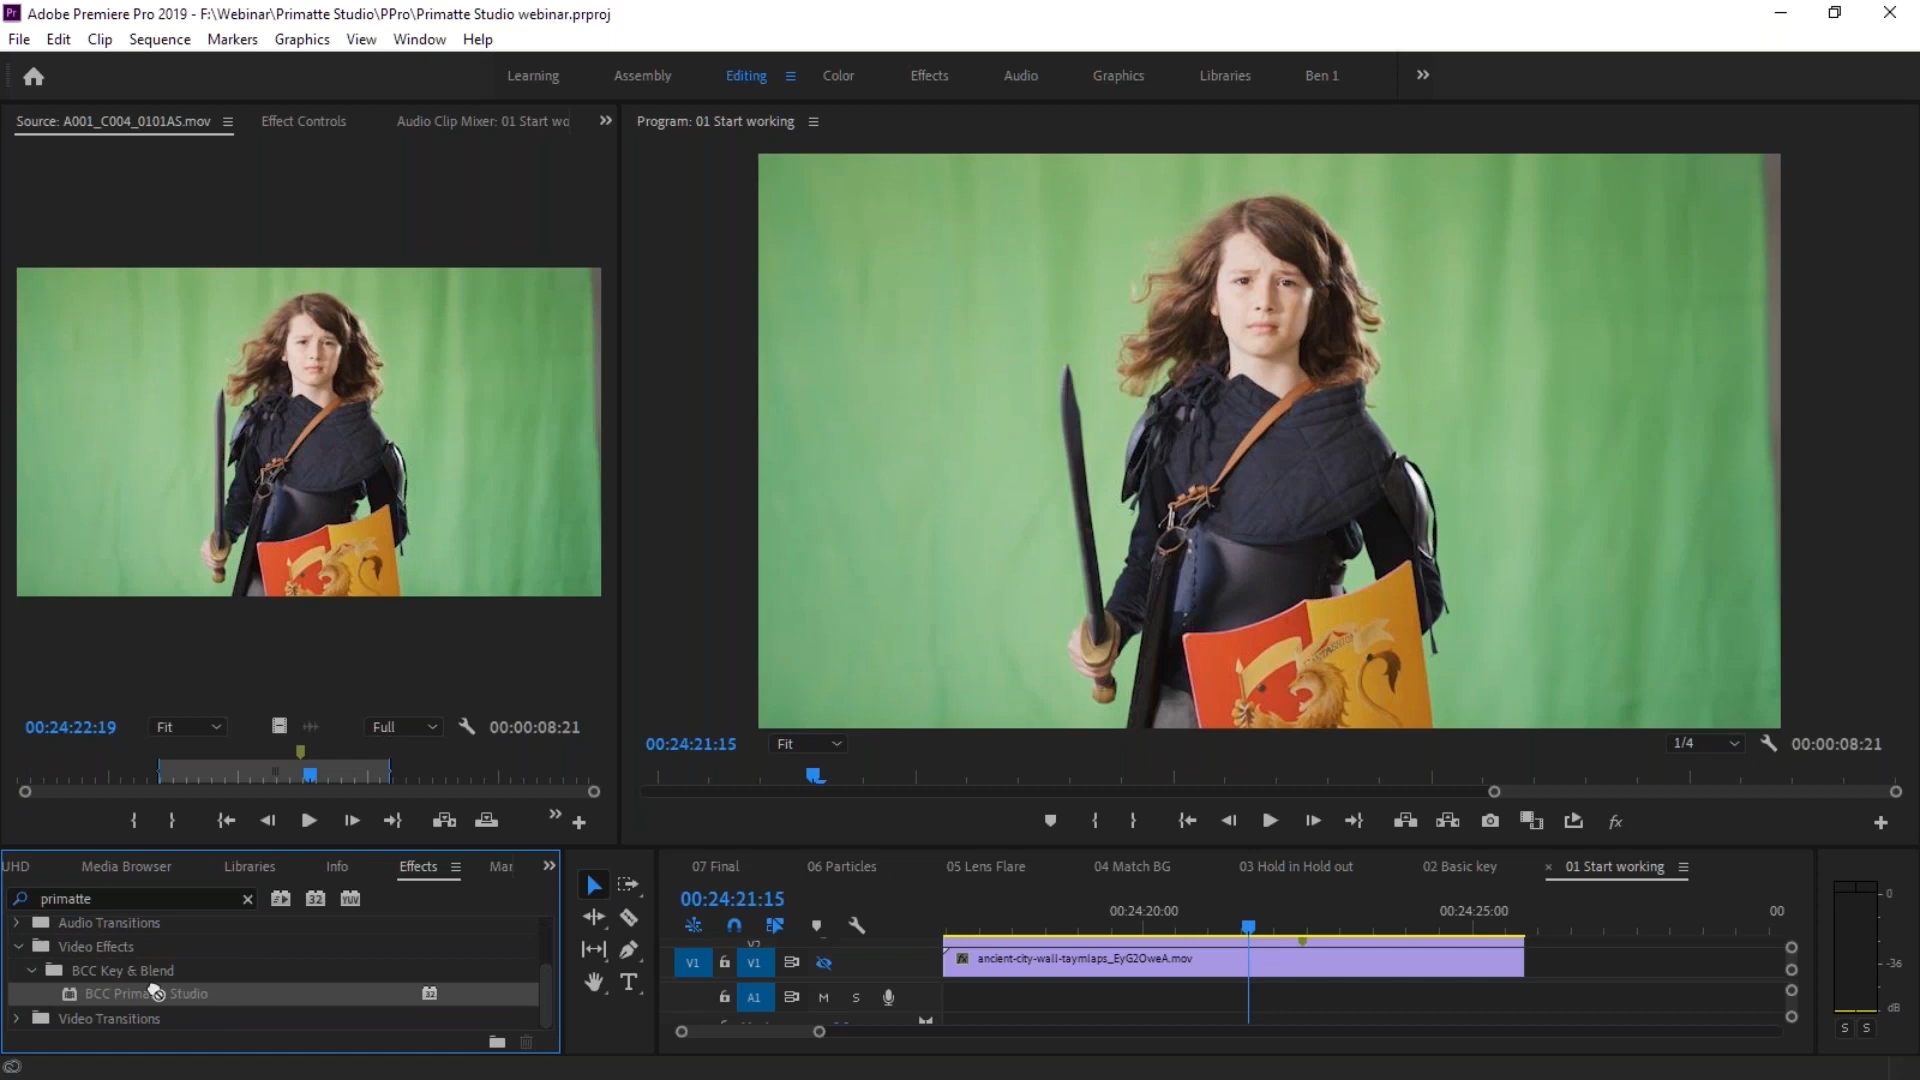 Adobe Premiere Pro 2019 - F:\Webinar\Primatte Studio\PPro\Primatte Studio webinar.prproj
File Edit Clip Sequence Markers Graphics View Window Help
Learning Assembly Editing Color Effects Audio Graphics Libraries Ben 1
Source: A001_C004_0101AS.mov Effect Controls Audio Clip Mixer: 01 Start wo
Program: 01 Start working
00:24:22:19 Fit Full 00:00:08:21
00:24:21:15 Fit 1/4 00:00:08:21
UHD Media Browser Libraries Info Effects Mar
primatte
Audio Transitions
Video Effects
BCC Key & Blend
BCC Prima Studio
Video Transitions
07 Final 06 Particles 05 Lens Flare 04 Match BG 03 Hold in Hold out 02 Basic key 01 Start working
00:24:21:15
00:24:20:00 00:24:25:00 00
V2
V1 V1 ancient-city-wall-taymlaps_EyG2OweA.mov
A1 M S
0
-36
dB
S S